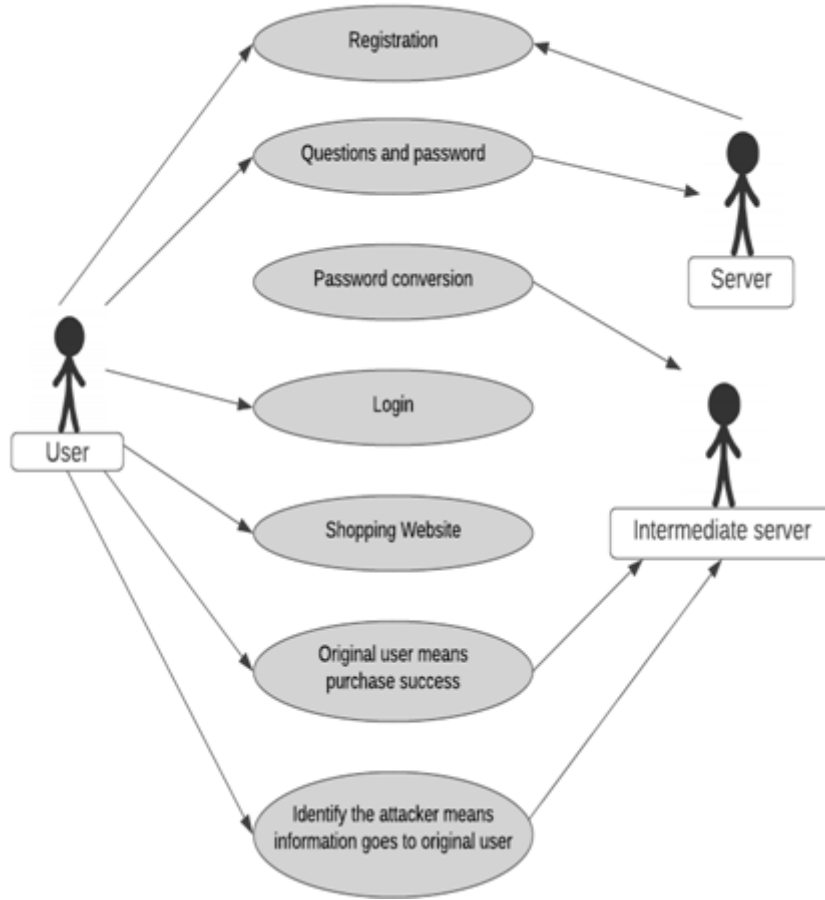 Registration
Questions and password
Server
Password conversion
Login
User
Shopping Website
Intermediate server
Original user means
purchase success
Identify the attacker means
information goes to original user